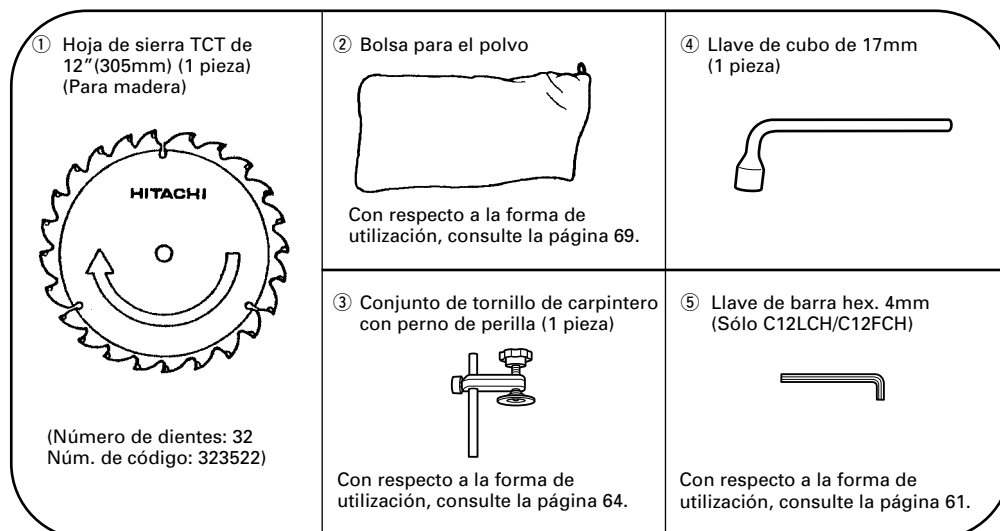 ① Hoja de sierra TCT de
12"(305mm) (1 pieza)
(Para madera)
HITACHI
(Número de dientes: 32
Núm. de código: 323522)
② Bolsa para el polvo
Con respecto a la forma de
utilización, consulte la página 69.
③ Conjunto de tornillo de carpintero
con perno de perilla (1 pieza)
Con respecto a la forma de
utilización, consulte la página 64.
④ Llave de cubo de 17mm
(1 pieza)
⑤ Llave de barra hex. 4mm
(Sólo C12LCH/C12FCH)
Con respecto a la forma de
utilización, consulte la página 61.